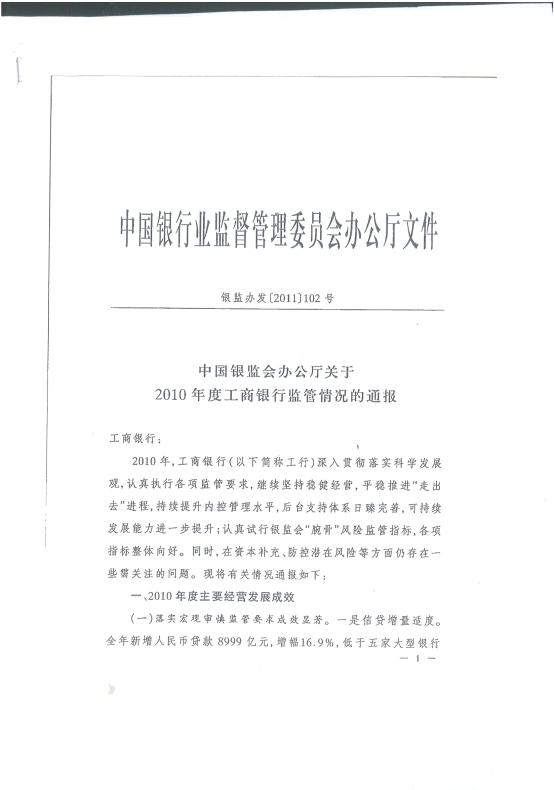 中国银行业监督管理委员会办公厅文件
银监办发〔2011〕102 号
中国银监会办公厅关于
2010 年度工商银行监管情况的通报
工商银行：
2010 年，工商银行(以下简称工行)深入贯彻落实科学发展
观，认真执行各项监管要求，继续坚持稳健经营，平稳推进“走出
去”进程，持续提升内控管理水平，后台支持体系日臻完善，可持续
发展能力进一步提升；认真试行银监会“腕骨”风险监管指标，各项
指标整体向好。同时，在资本补充、防控潜在风险等方面仍存在一
些需关注的问题。现将有关情况通报如下：
一、2010 年度主要经营发展成效
(一)落实宏观审慎监管要求成效显著。一是信贷增量适度。
全年新增人民币贷款 8999 亿元，增幅16.9%，低于五家大型银行
— 1 —